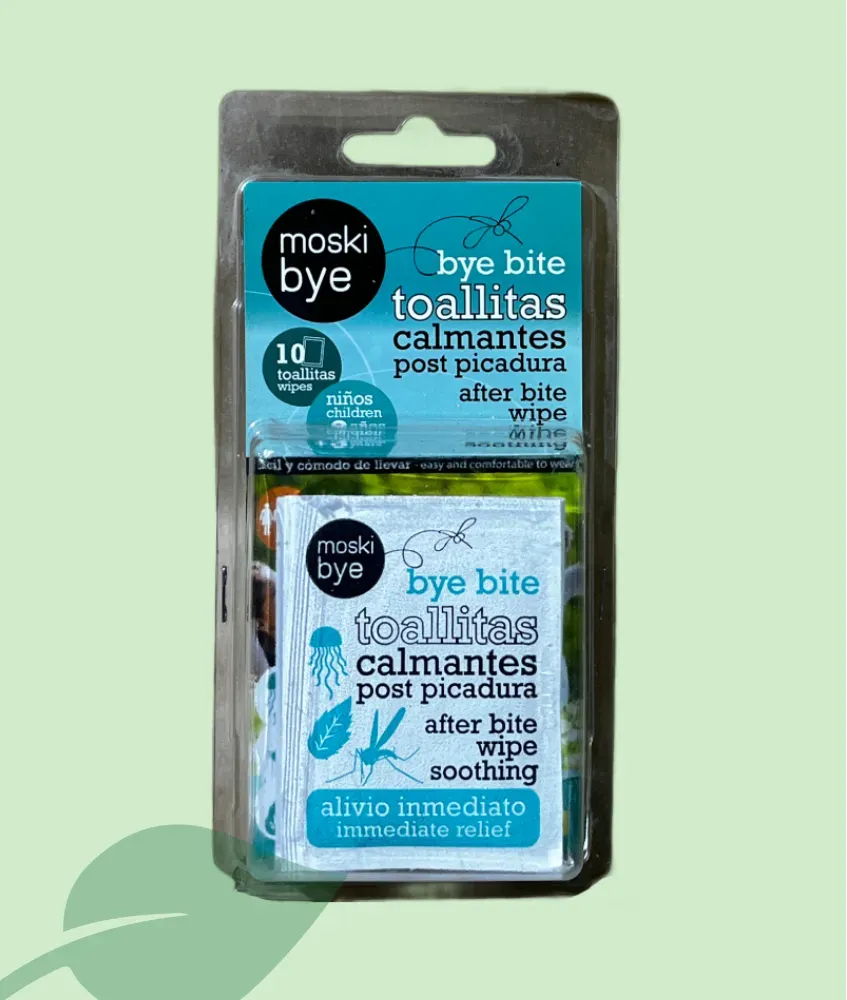 moski
bye
bye bite
toallitas
calmantes
post picadura
after bite
wipe
10
toallitas
wipes
niños
children
años
soothing
y cómodo de llevar - easy and comfortable to wear
moski
bye
bye bite
toallitas
calmantes
post picadura
after bite
wipe
soothing
alivio inmediato
immediate relief